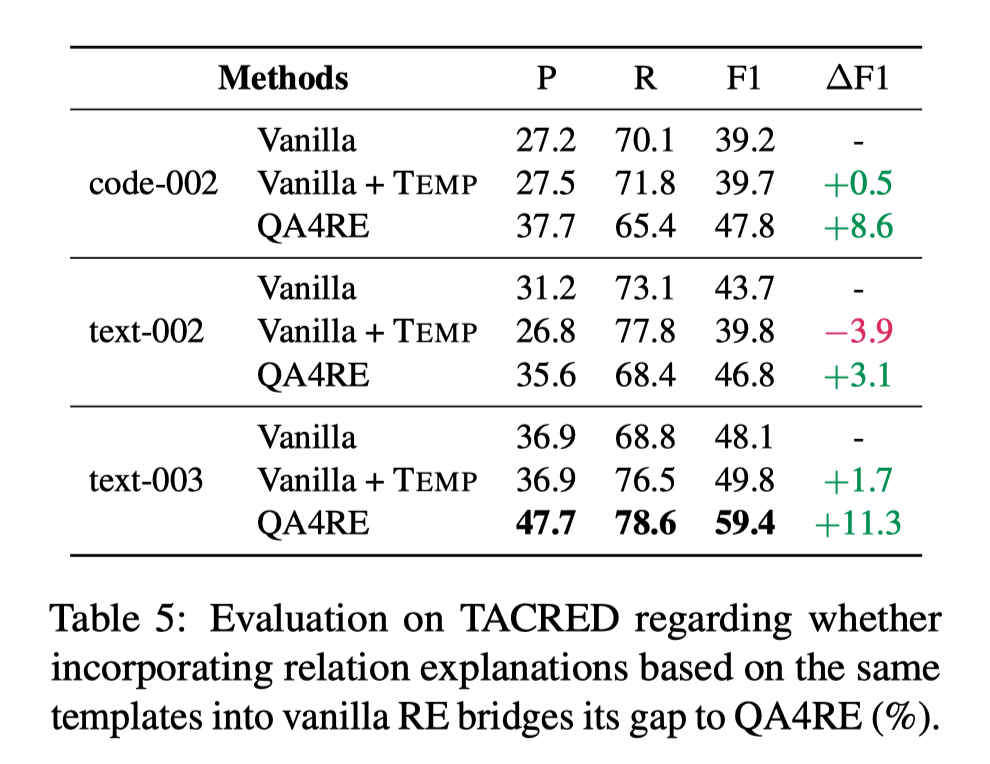 Methods P R F1 ΔF1
Vanilla 27.2 70.1 39.2 -
code-002 Vanilla + TEMP 27.5 71.8 39.7 +0.5
QA4RE 37.7 65.4 47.8 +8.6
Vanilla 31.2 73.1 43.7 -
text-002 Vanilla + TEMP 26.8 77.8 39.8 −3.9
QA4RE 35.6 68.4 46.8 +3.1
Vanilla 36.9 68.8 48.1 -
text-003 Vanilla + TEMP 36.9 76.5 49.8 +1.7
QA4RE 47.7 78.6 59.4 +11.3
Table 5: Evaluation on TACRED regarding whether
incorporating relation explanations based on the same
templates into vanilla RE bridges its gap to QA4RE (%).